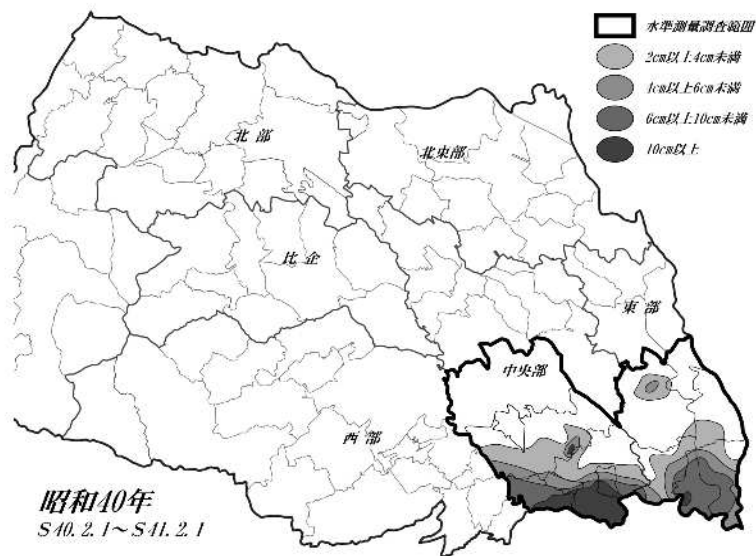 水準測量調査範囲
2cm以上4cm未満
4cm以上6cm未満
6cm以上10cm未満
10cm以上
北部
北東部
比企
東部
中央部
西部
昭和40年
S40.2.1～S41.2.1